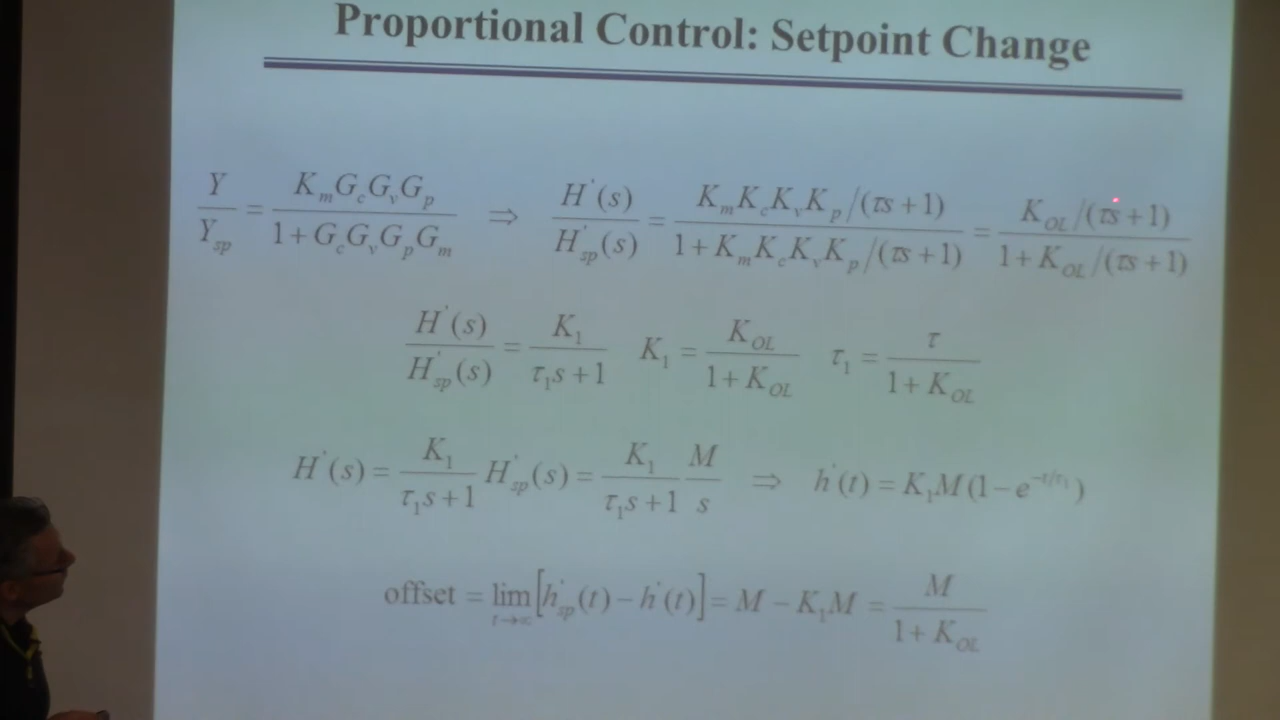 Proportional Control: Setpoint Change
Y/Y_sp = K_m G_c G_v G_p / (1 + G_c G_v G_p G_m) ⇒ H'(s)/H'_sp(s) = (K_m K_c K_v K_p /(τs + 1)) / (1 + K_m K_c K_v K_p /(τs + 1)) = (K_OL /(τs + 1)) / (1 + K_OL /(τs + 1))
H'(s)/H'_sp(s) = K_1 / (τ_1 s + 1) K_1 = K_OL / (1 + K_OL) τ_1 = τ / (1 + K_OL)
H'(s) = K_1 / (τ_1 s + 1) H'_sp(s) = K_1 / (τ_1 s + 1) M / s ⇒ h'(t) = K_1 M (1 − e^{−t/τ_1})
offset = lim_{t→∞} [h'_sp(t) − h'(t)] = M − K_1 M = M / (1 + K_OL)